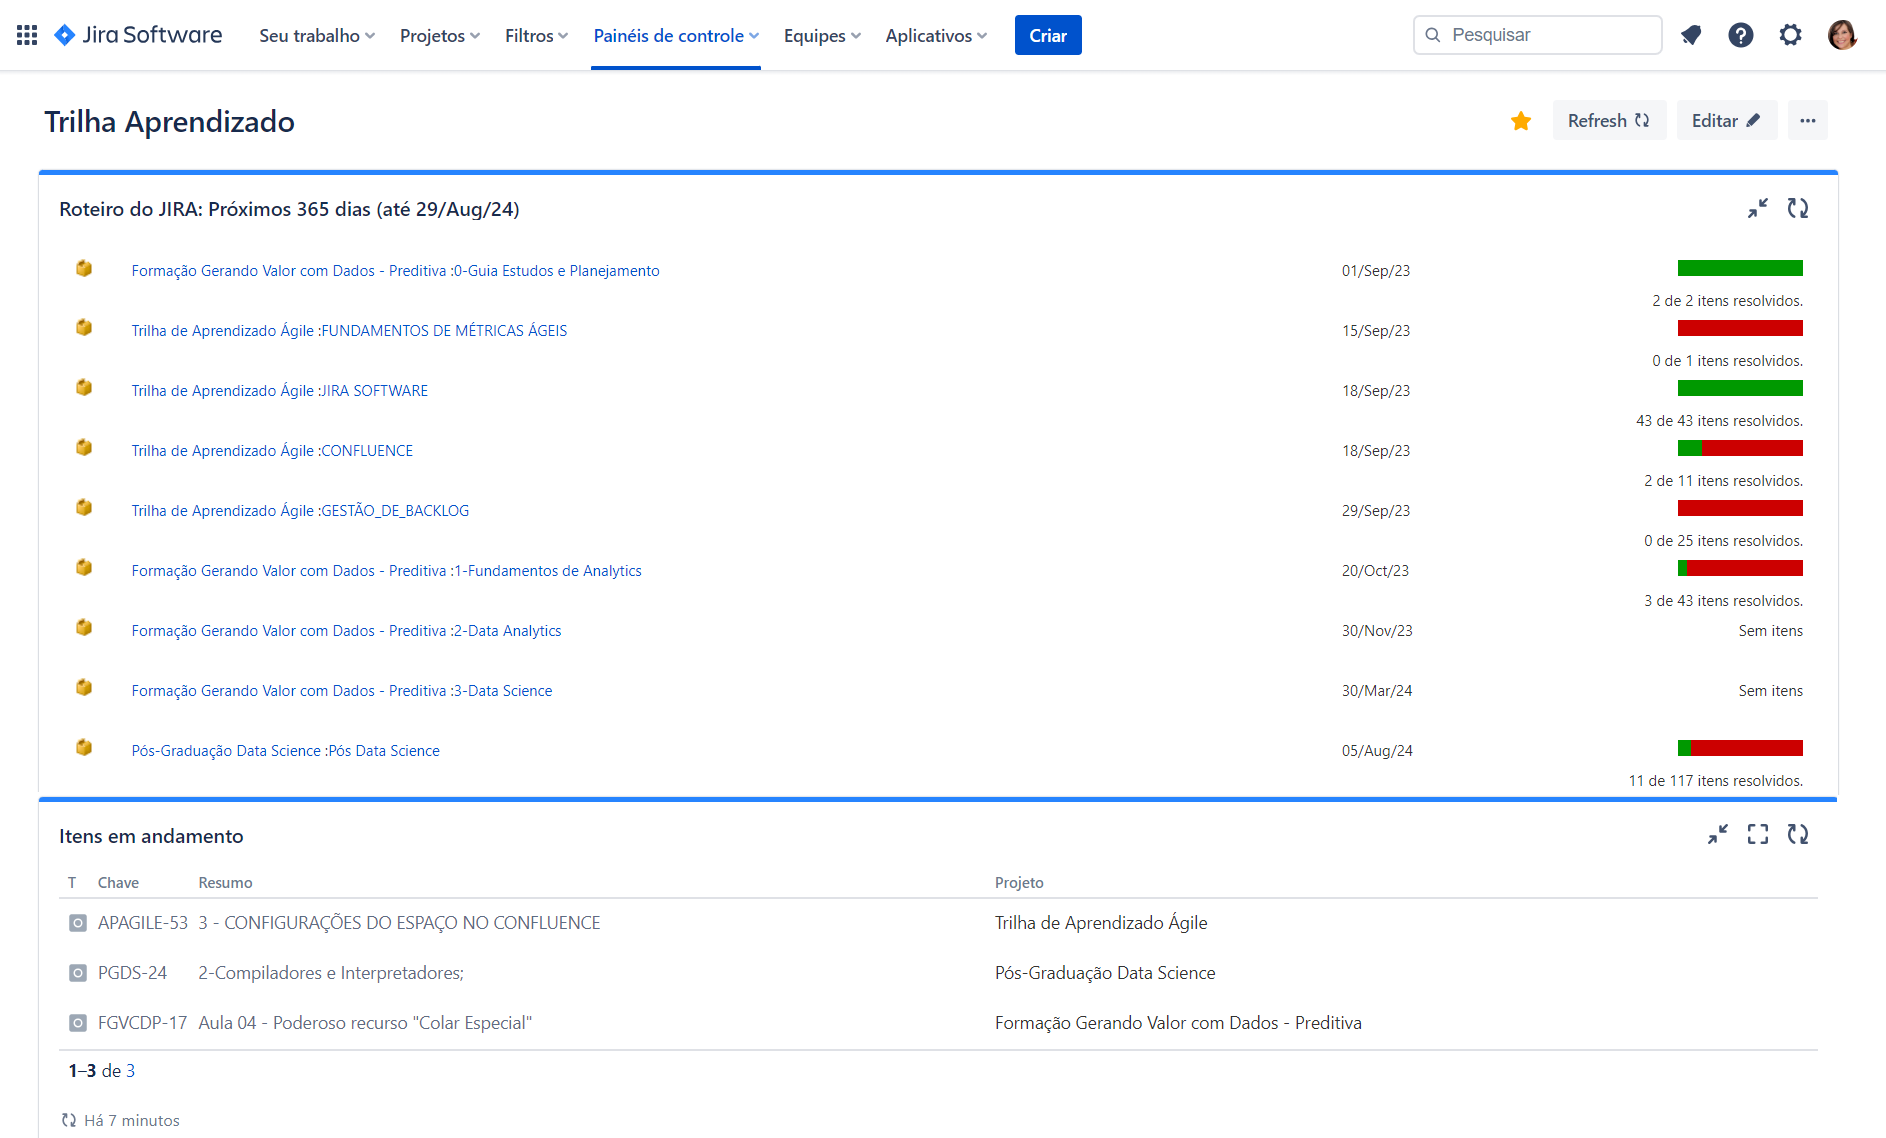 Jira Software Seu trabalho Projetos Filtros Painéis de controle Equipes Aplicativos Criar Pesquisar
Trilha Aprendizado Refresh Editar
Roteiro do JIRA: Próximos 365 dias (até 29/Aug/24)
Formação Gerando Valor com Dados - Preditiva :0-Guia Estudos e Planejamento 01/Sep/23
2 de 2 itens resolvidos.
Trilha de Aprendizado Ágile :FUNDAMENTOS DE MÉTRICAS ÁGEIS 15/Sep/23
0 de 1 itens resolvidos.
Trilha de Aprendizado Ágile :JIRA SOFTWARE 18/Sep/23
43 de 43 itens resolvidos.
Trilha de Aprendizado Ágile :CONFLUENCE 18/Sep/23
2 de 11 itens resolvidos.
Trilha de Aprendizado Ágile :GESTÃO_DE_BACKLOG 29/Sep/23
0 de 25 itens resolvidos.
Formação Gerando Valor com Dados - Preditiva :1-Fundamentos de Analytics 20/Oct/23
3 de 43 itens resolvidos.
Formação Gerando Valor com Dados - Preditiva :2-Data Analytics 30/Nov/23 Sem itens
Formação Gerando Valor com Dados - Preditiva :3-Data Science 30/Mar/24 Sem itens
Pós-Graduação Data Science :Pós Data Science 05/Aug/24
11 de 117 itens resolvidos.
Itens em andamento
T Chave Resumo Projeto
APAGILE-53 3 - CONFIGURAÇÕES DO ESPAÇO NO CONFLUENCE Trilha de Aprendizado Ágile
PGDS-24 2-Compiladores e Interpretadores; Pós-Graduação Data Science
FGVCDP-17 Aula 04 - Poderoso recurso "Colar Especial" Formação Gerando Valor com Dados - Preditiva
1–3 de 3
Há 7 minutos